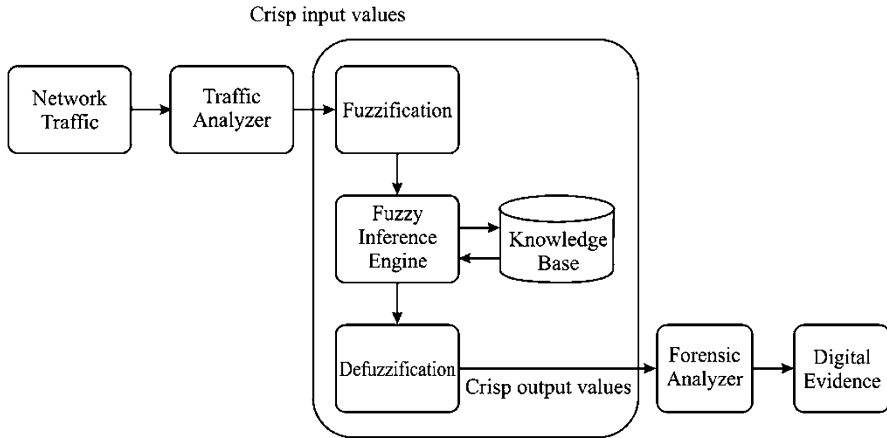 Crisp input values
Network
Traffic
Traffic
Analyzer
Fuzzification
Fuzzy
Inference
Engine
Knowledge
Base
Defuzzification
Crisp output values
Forensic
Analyzer
Digital
Evidence